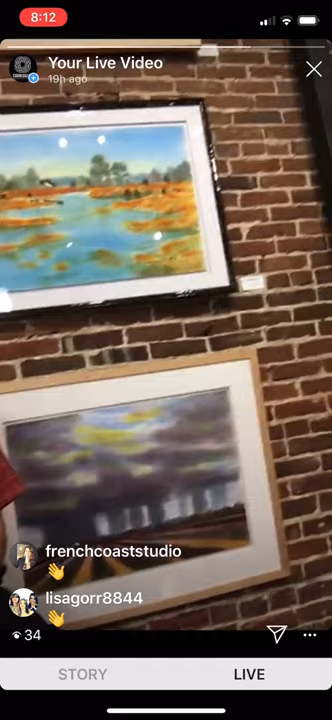 8:12
Your Live Video
19h ago
frenchcoaststudio
👋
lisagorr8844
👋
34
STORY
LIVE